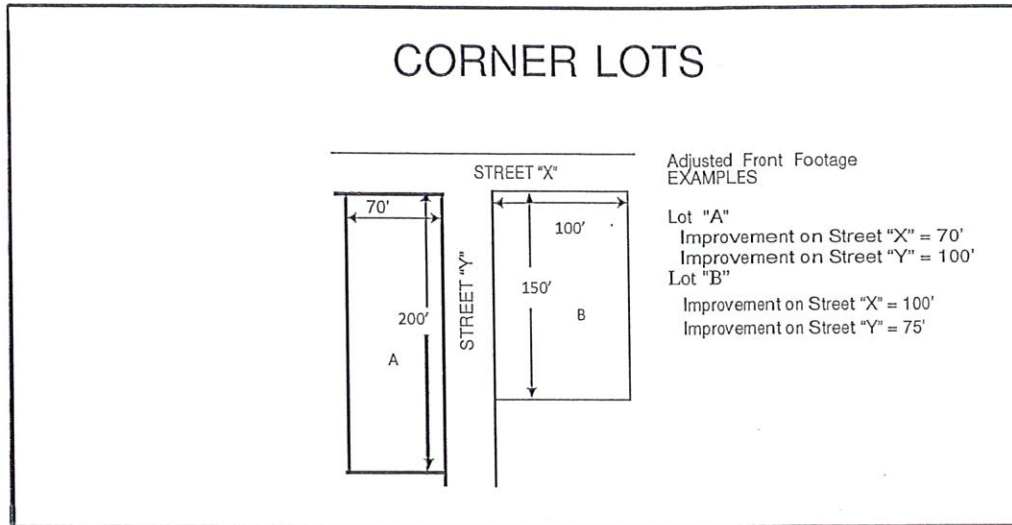 CORNER LOTS
STREET "X"
70'
100'
STREET "Y"
150'
200'
B
A
Adjusted Front Footage
EXAMPLES
Lot "A"
Improvement on Street "X" = 70'
Improvement on Street "Y" = 100'
Lot "B"
Improvement on Street "X" = 100'
Improvement on Street "Y" = 75'